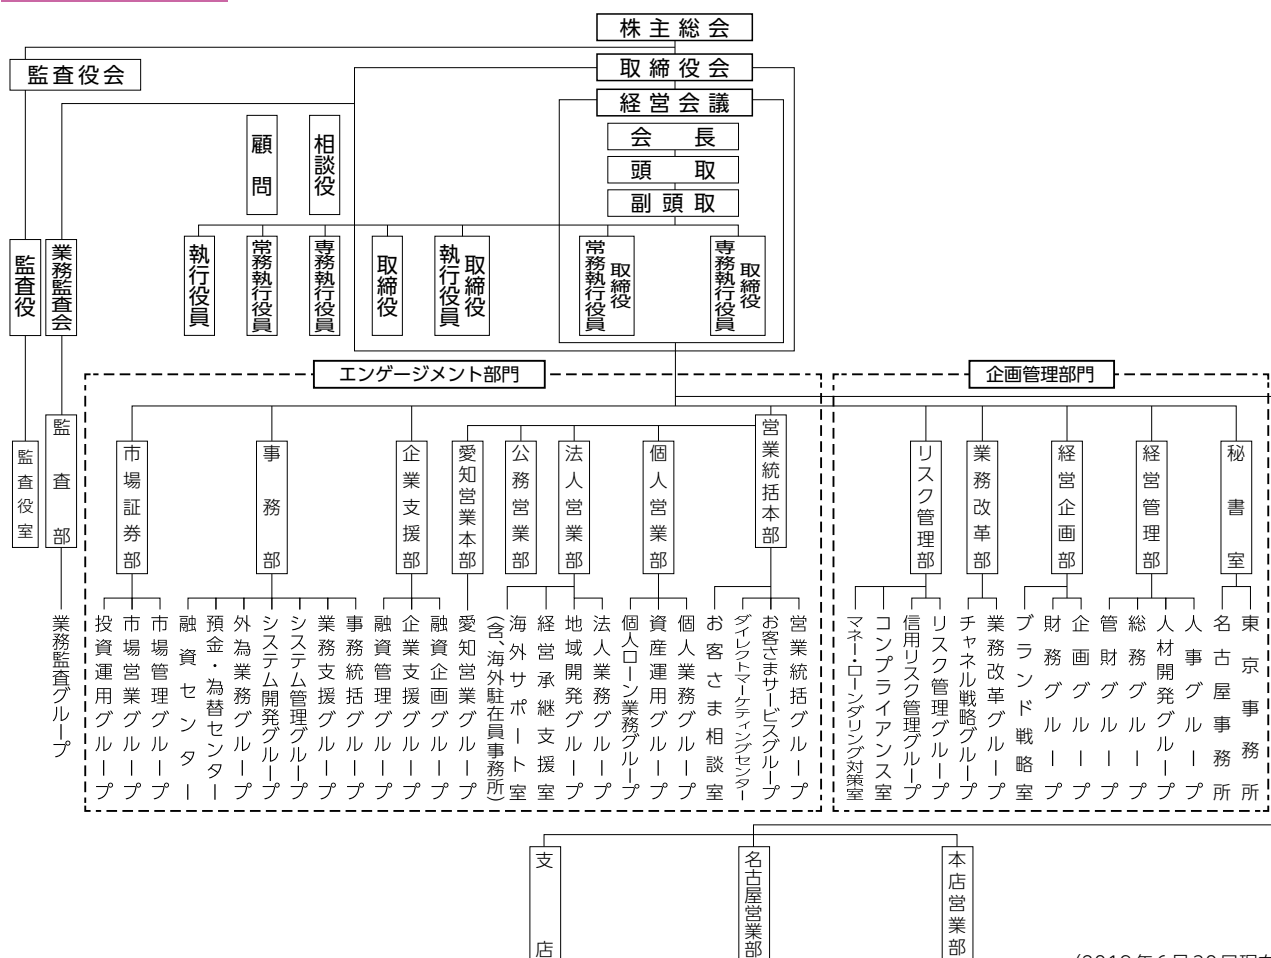 株主総会
監査役会
取締役会
経営会議
会長
頭取
副頭取
顧問
相談役
監査役
業務監査会
執行役員
常務執行役員
専務執行役員
取締役
取締役
執行役員
取締役
常務執行役員
取締役
専務執行役員
エンゲージメント部門
企画管理部門
監査役室
監査部
市場証券部
事務部
企業支援部
愛知営業本部
公務営業部
法人営業部
個人営業部
営業統括本部
リスク管理部
業務改革部
経営企画部
経営管理部
秘書室
業務監査グループ
投資運用グループ
市場営業グループ
市場管理グループ
融資センター
預金・為替センター
外為業務グループ
システム開発グループ
システム管理グループ
業務支援グループ
事務統括グループ
融資管理グループ
企業支援グループ
融資企画グループ
愛知営業グループ
(含、海外駐在員事務所)
海外サポート室
経営承継支援室
地域開発グループ
法人業務グループ
個人ローン業務グループ
資産運用グループ
個人業務グループ
お客さま相談室
ダイレクトマーケティングセンター
お客さまサービスグループ
営業統括グループ
マネー・ローンダリング対策室
コンプライアンス室
信用リスク管理グループ
リスク管理グループ
チャネル戦略グループ
業務改革グループ
ブランド戦略室
財務グループ
企画グループ
管財グループ
総務グループ
人材開発グループ
人事グループ
名古屋事務所
東京事務所
支店
名古屋営業部
本店営業部